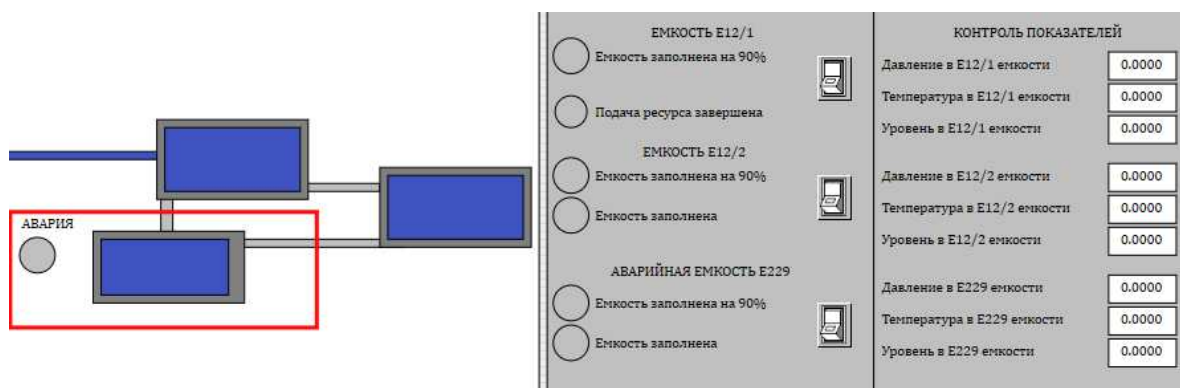 АВАРИЯ
ЕМКОСТЬ Е12/1
Емкость заполнена на 90%
Подача ресурса завершена
ЕМКОСТЬ Е12/2
Емкость заполнена на 90%
Емкость заполнена
АВАРИЙНАЯ ЕМКОСТЬ Е229
Емкость заполнена на 90%
Емкость заполнена
КОНТРОЛЬ ПОКАЗАТЕЛЕЙ
Давление в Е12/1 емкости 0.0000
Температура в Е12/1 емкости 0.0000
Уровень в Е12/1 емкости 0.0000
Давление в Е12/2 емкости 0.0000
Температура в Е12/2 емкости 0.0000
Уровень в Е12/2 емкости 0.0000
Давление в Е229 емкости 0.0000
Температура в Е229 емкости 0.0000
Уровень в Е229 емкости 0.0000